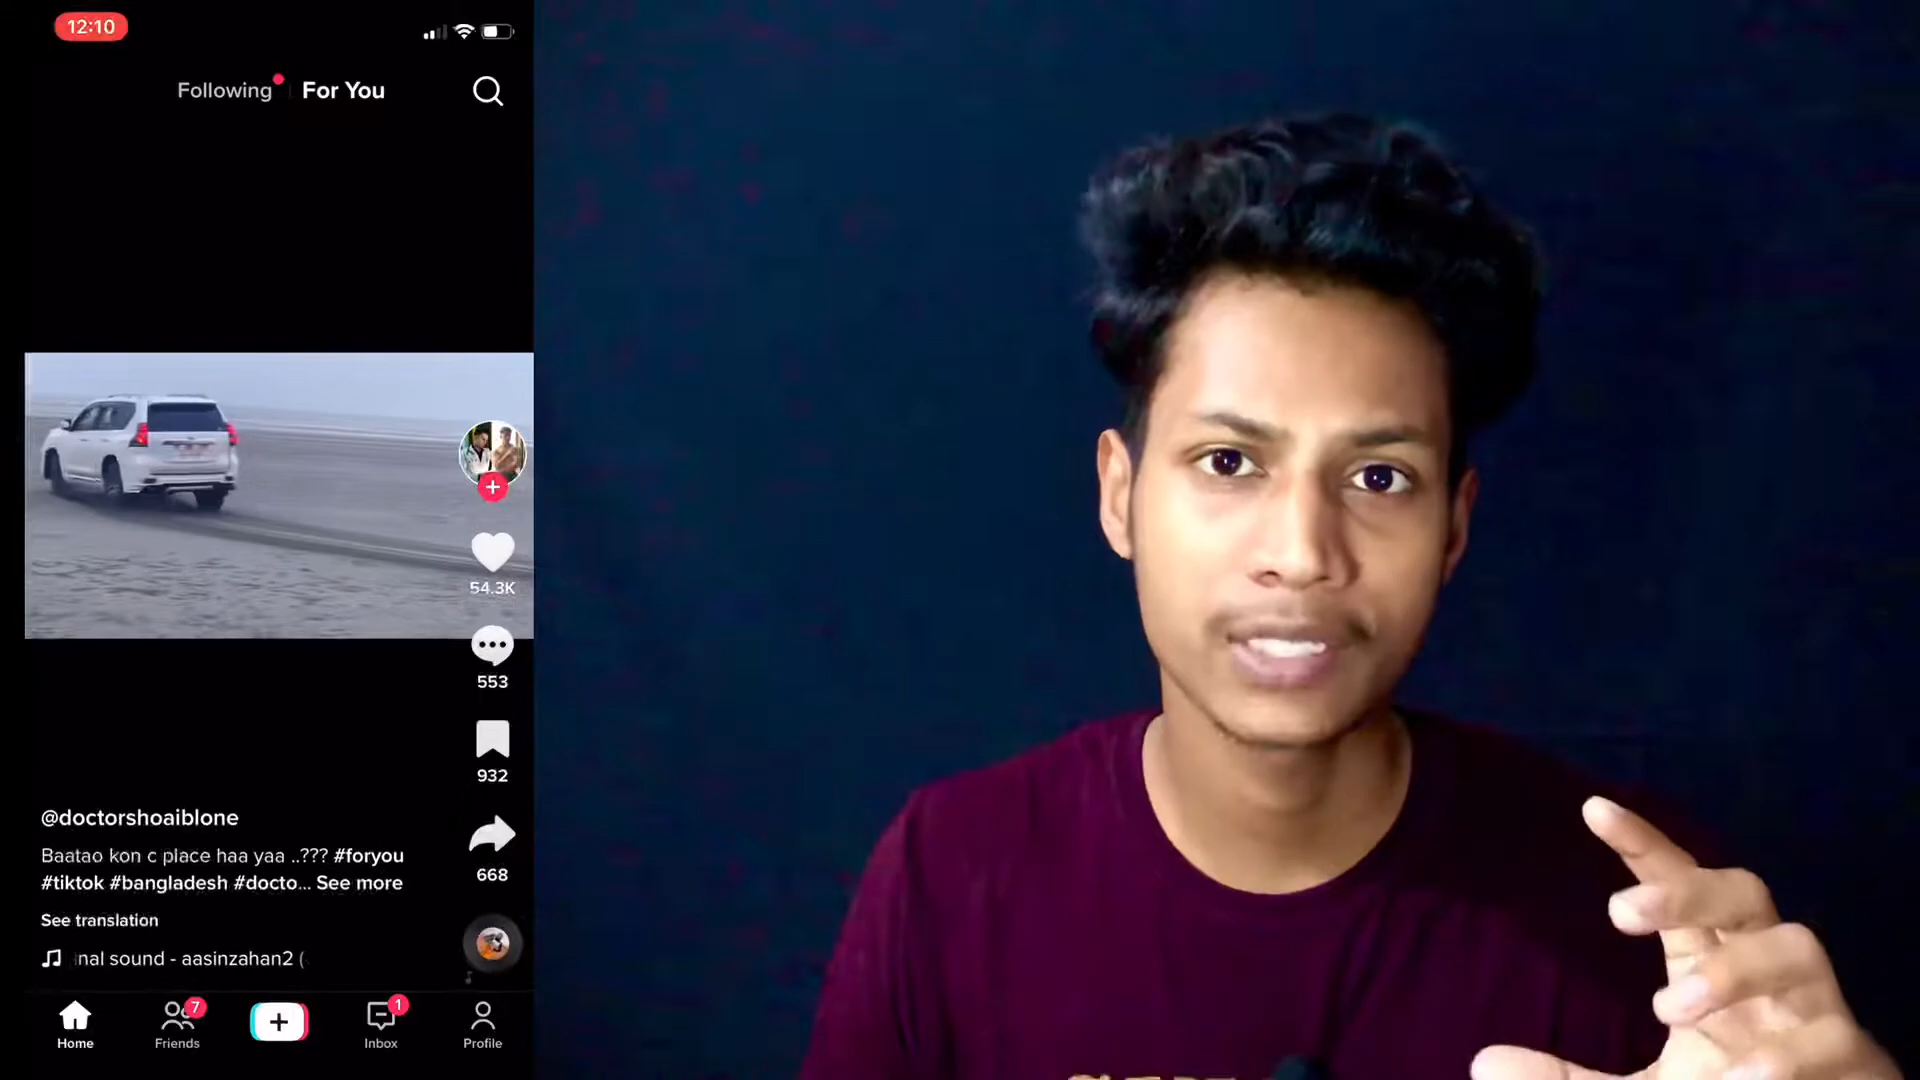 12:10
Following
For You
54.3K
553
932
668
@doctorshoaiblone
Baatao kon c place haa yaa ..??? #foryou
#tiktok #bangladesh #docto... See more
See translation
inal sound - aasinzahan2 (
Home
7
Friends
1
Inbox
Profile